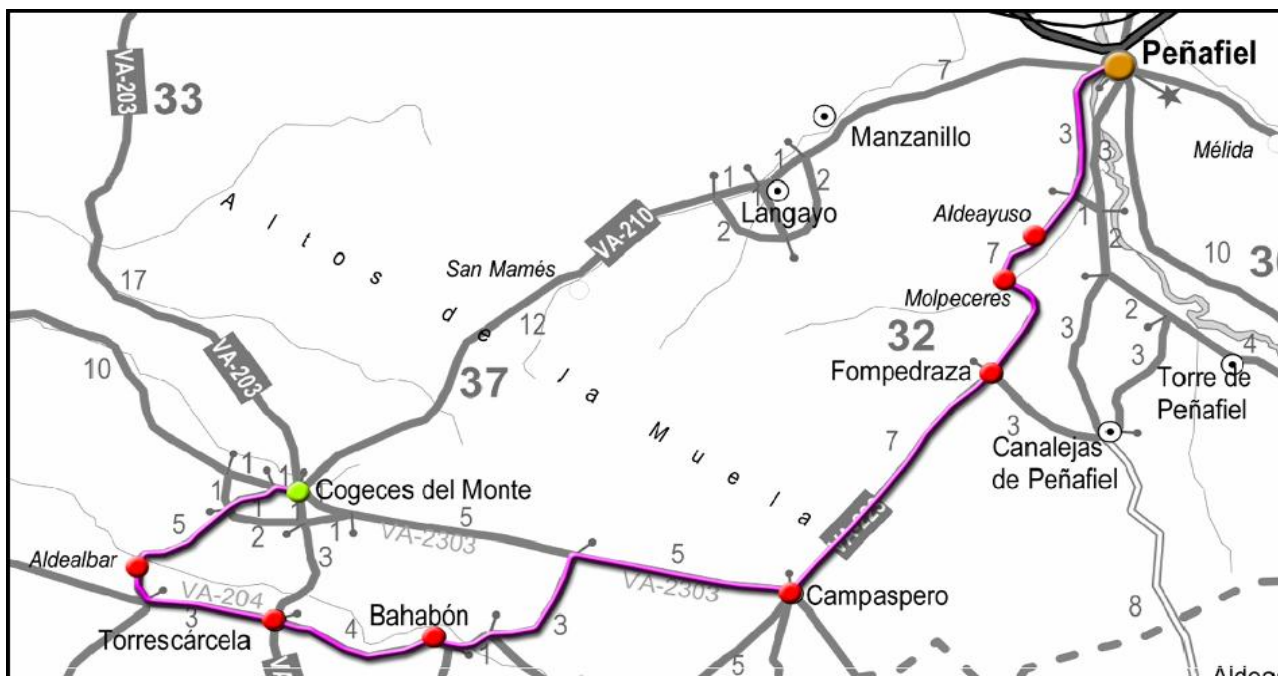 Peñafiel
VA-203
33
7
Manzanillo
3
3
Mélida
1
1
2
1
Langayo
2
Aldeayuso
1
2
10
A l t o s d e l a M u e l a
VA-210
San Mamés
7
Molpeceres
17
12
32
2
3
3
4
VA-203
10
37
Fompedraza
Torre de
Peñafiel
7
3
Canalejas
de Peñafiel
1
1
Cogeces del Monte
1
1
1
5
2
1
5
VA-2303
3
Aldealbar
5
VA-2303
Campaspero
VA-204
Bahabón
3
4
3
8
Torrescárcela
1
5